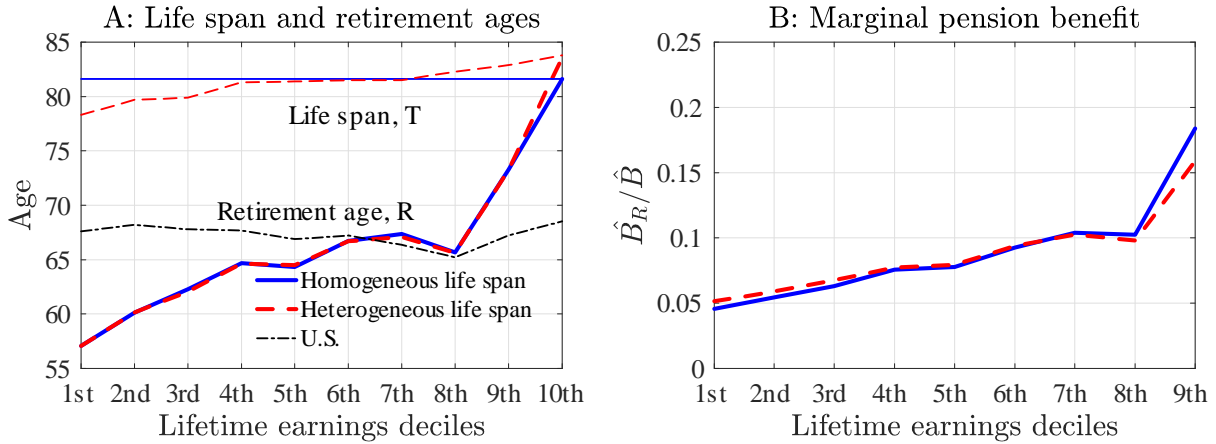 A: Life span and retirement ages
85
80
75
70
65
60
55
Age
Life span, T
Retirement age, R
Homogeneous life span
Heterogeneous life span
U.S.
1st 2nd 3rd 4th 5th 6th 7th 8th 9th 10th
Lifetime earnings deciles
B: Marginal pension benefit
0.25
0.2
0.15
0.1
0.05
0
B̂_R/B̂
1st 2nd 3rd 4th 5th 6th 7th 8th 9th
Lifetime earnings deciles